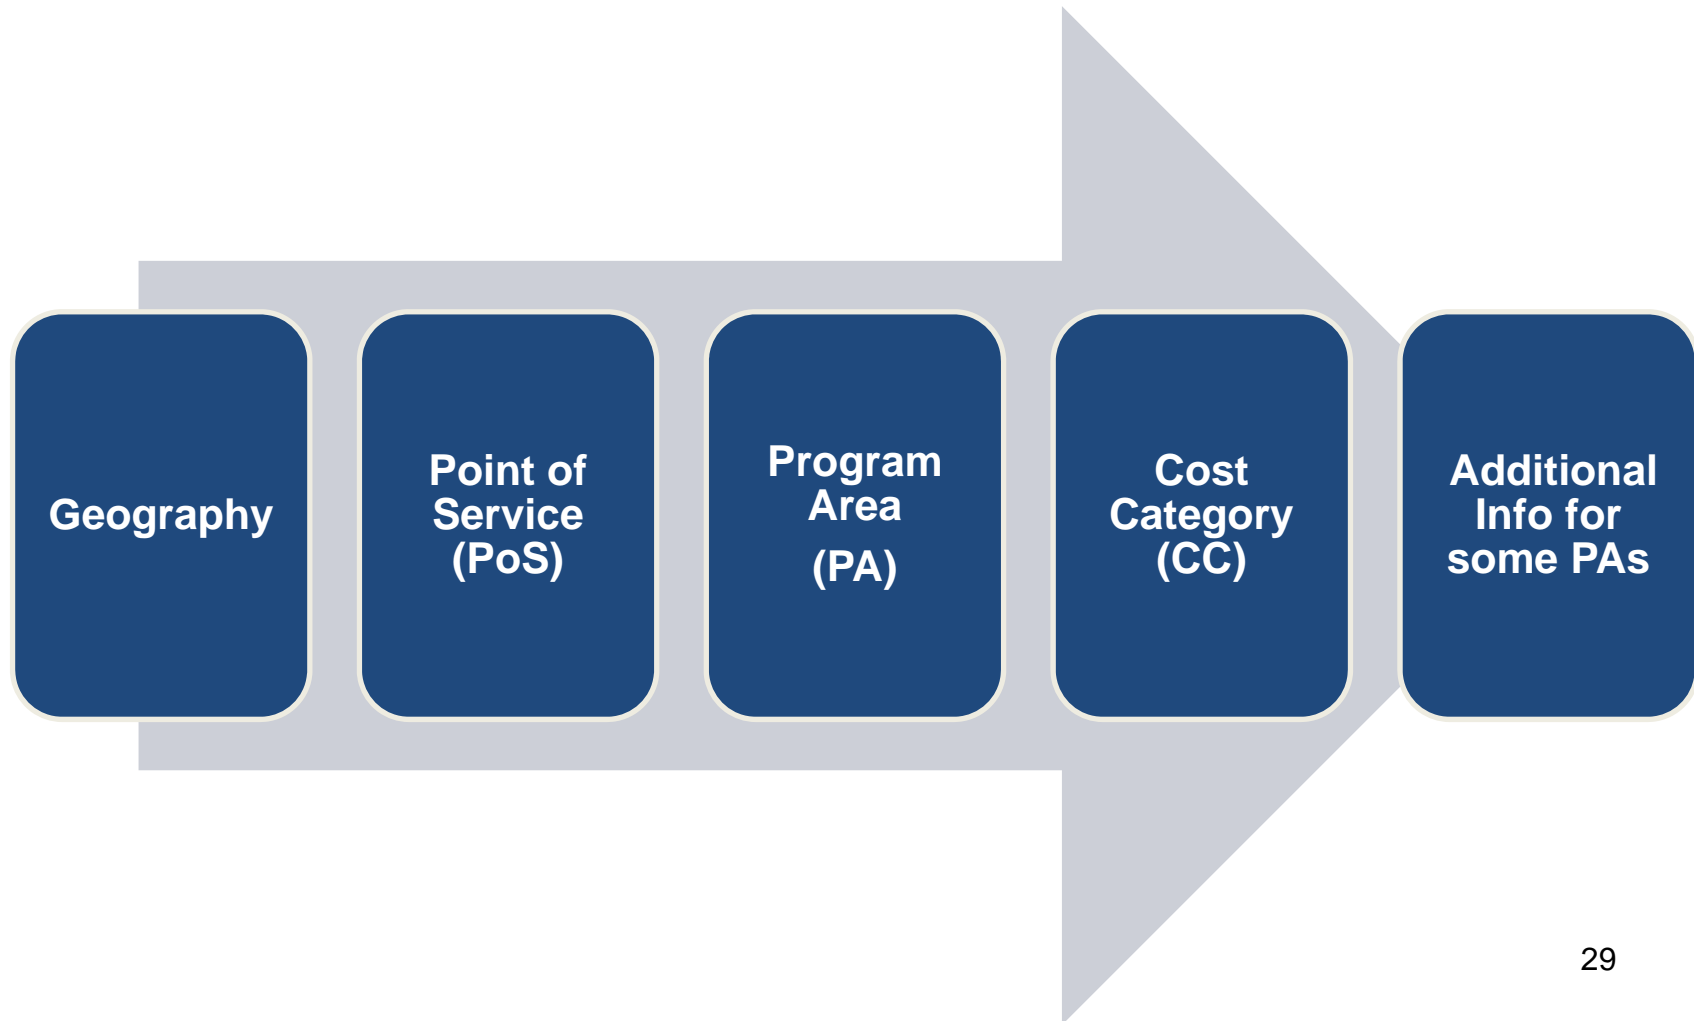 Geography
Point of
Service
(PoS)
Program
Area
(PA)
Cost
Category
(CC)
Additional
Info for
some PAs
29